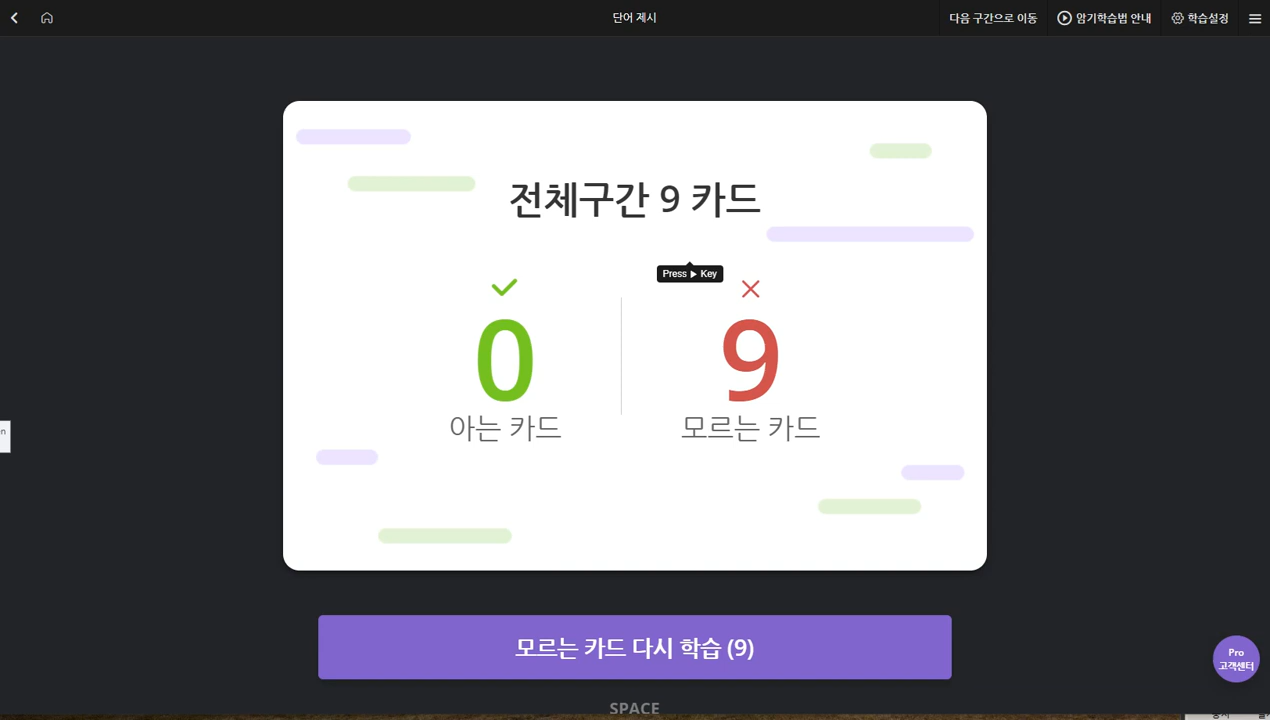 단어 제시
다음 구간으로 이동
암기학습법 안내
학습설정
전체구간 9 카드
Press ▶ Key
0
9
아는 카드
모르는 카드
모르는 카드 다시 학습 (9)
Pro
고객센터
SPACE